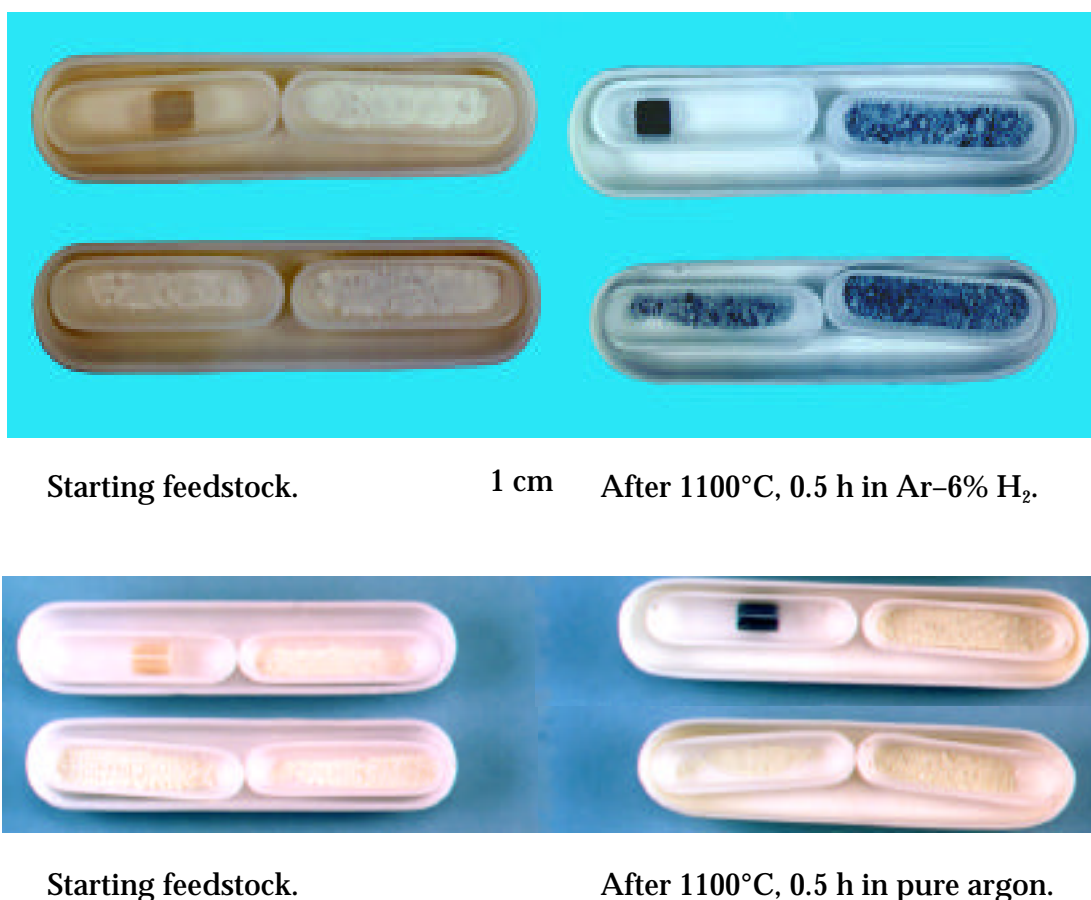 Starting feedstock.
1 cm
After 1100°C, 0.5 h in Ar–6% H₂.
Starting feedstock.
After 1100°C, 0.5 h in pure argon.